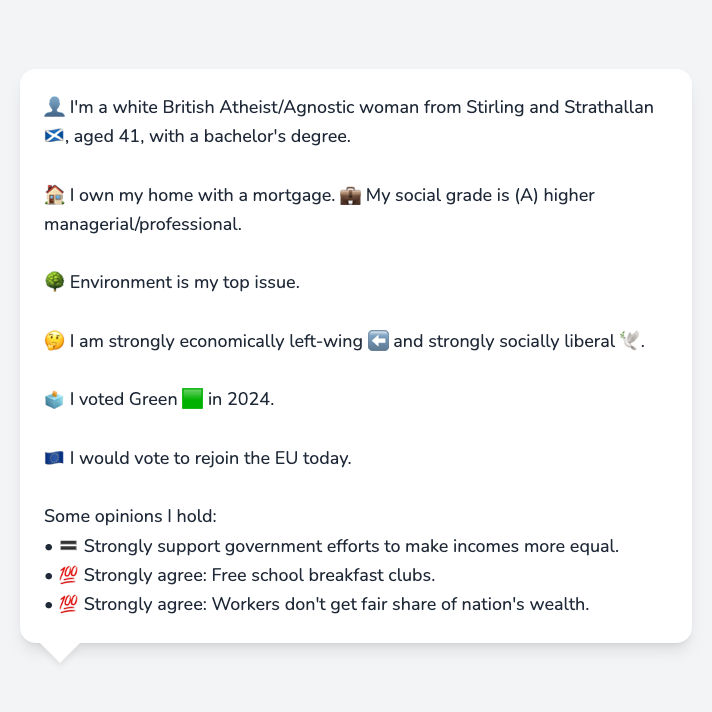 👤 I'm a white British Atheist/Agnostic woman from Stirling and Strathallan
🏴󠁧󠁢󠁳󠁣󠁴󠁿, aged 41, with a bachelor's degree.
🏠 I own my home with a mortgage. 💼 My social grade is (A) higher
managerial/professional.
🌳 Environment is my top issue.
🤔 I am strongly economically left-wing ⬅️ and strongly socially liberal 🕊️.
🗳️ I voted Green 🟩 in 2024.
🇪🇺 I would vote to rejoin the EU today.
Some opinions I hold:
• 🟰 Strongly support government efforts to make incomes more equal.
• 💯 Strongly agree: Free school breakfast clubs.
• 💯 Strongly agree: Workers don't get fair share of nation's wealth.